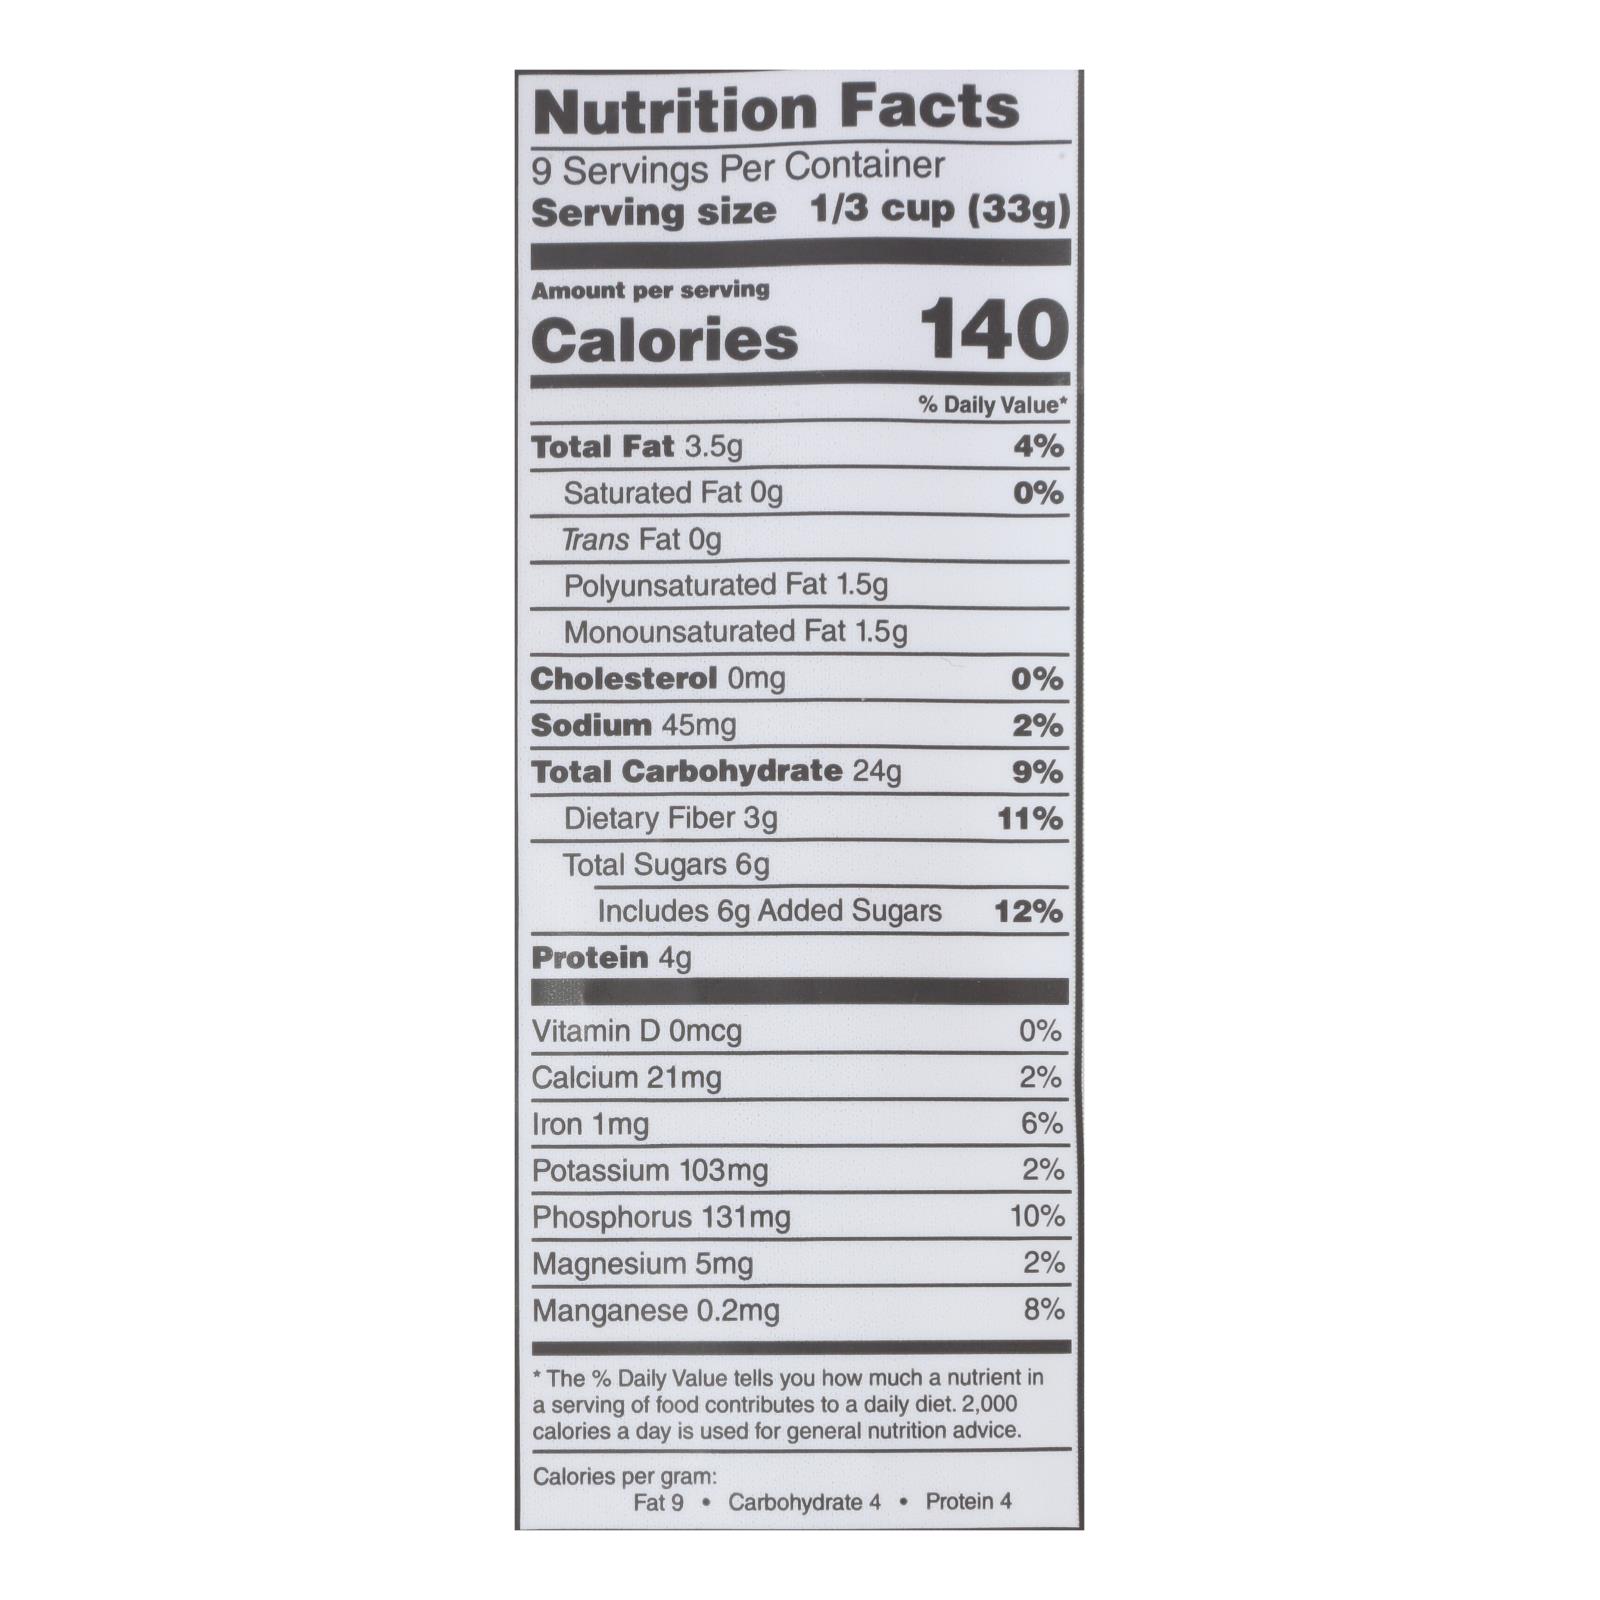 Nutrition Facts
9 Servings Per Container
Serving size 1/3 cup (33g)
Amount per serving
Calories 140
% Daily Value*
Total Fat 3.5g 4%
Saturated Fat 0g 0%
Trans Fat 0g
Polyunsaturated Fat 1.5g
Monounsaturated Fat 1.5g
Cholesterol 0mg 0%
Sodium 45mg 2%
Total Carbohydrate 24g 9%
Dietary Fiber 3g 11%
Total Sugars 6g
Includes 6g Added Sugars 12%
Protein 4g
Vitamin D 0mcg 0%
Calcium 21mg 2%
Iron 1mg 6%
Potassium 103mg 2%
Phosphorus 131mg 10%
Magnesium 5mg 2%
Manganese 0.2mg 8%
* The % Daily Value tells you how much a nutrient in
a serving of food contributes to a daily diet. 2,000
calories a day is used for general nutrition advice.
Calories per gram:
Fat 9 • Carbohydrate 4 • Protein 4